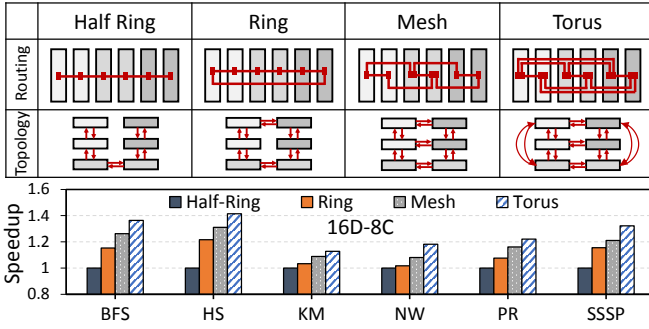 Half Ring Ring Mesh Torus
Routing
Topology
Speedup
1.6
1.4
1.2
1
0.8
Half-Ring Ring Mesh Torus
16D-8C
BFS HS KM NW PR SSSP